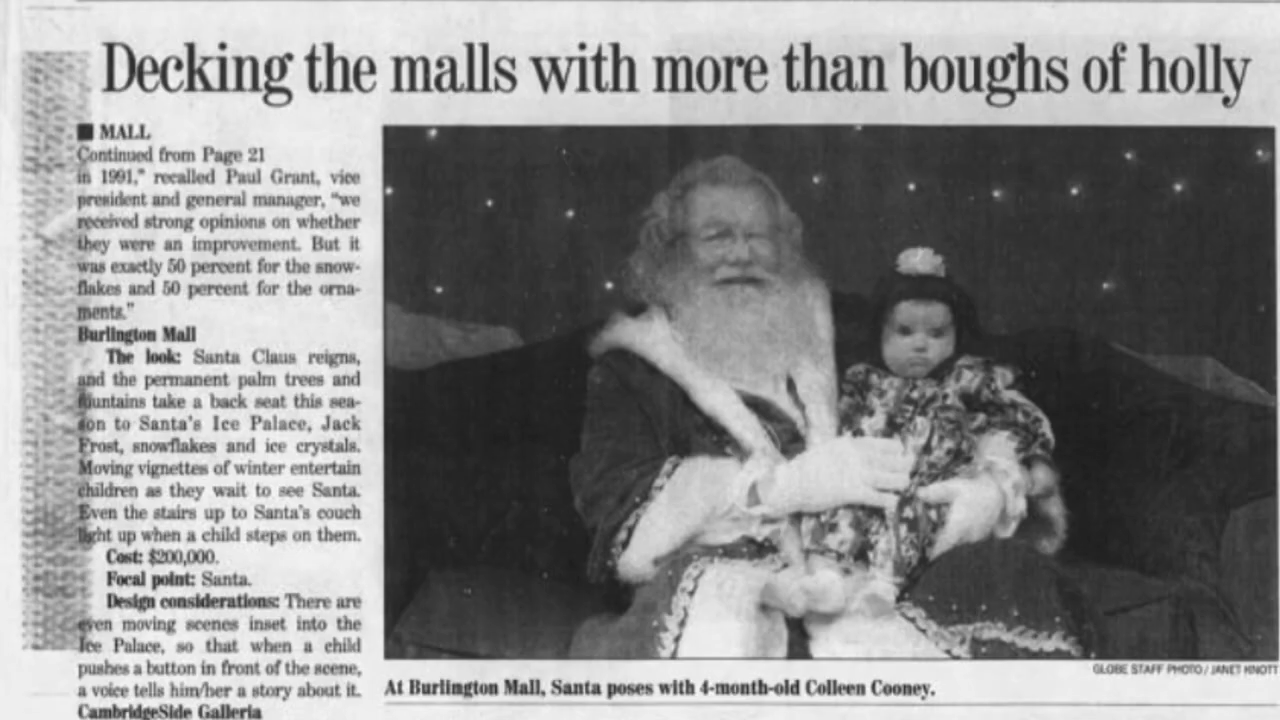 Decking the malls with more than boughs of holly
■ MALL
Continued from Page 21
in 1991," recalled Paul Grant, vice
president and general manager, "we
received strong opinions on whether
they were an improvement. But it
was exactly 50 percent for the snow-
flakes and 50 percent for the orna-
ments."
Burlington Mall
The look: Santa Claus reigns,
and the permanent palm trees and
fountains take a back seat this sea-
son to Santa's Ice Palace, Jack
Frost, snowflakes and ice crystals.
Moving vignettes of winter entertain
children as they wait to see Santa.
Even the stairs up to Santa's couch
light up when a child steps on them.
Cost: $200,000.
Focal point: Santa.
Design considerations: There are
even moving scenes inset into the
Ice Palace, so that when a child
pushes a button in front of the scene,
a voice tells him/her a story about it.
CambridgeSide Galleria
GLOBE STAFF PHOTO / JANET KNOTT
At Burlington Mall, Santa poses with 4-month-old Colleen Cooney.